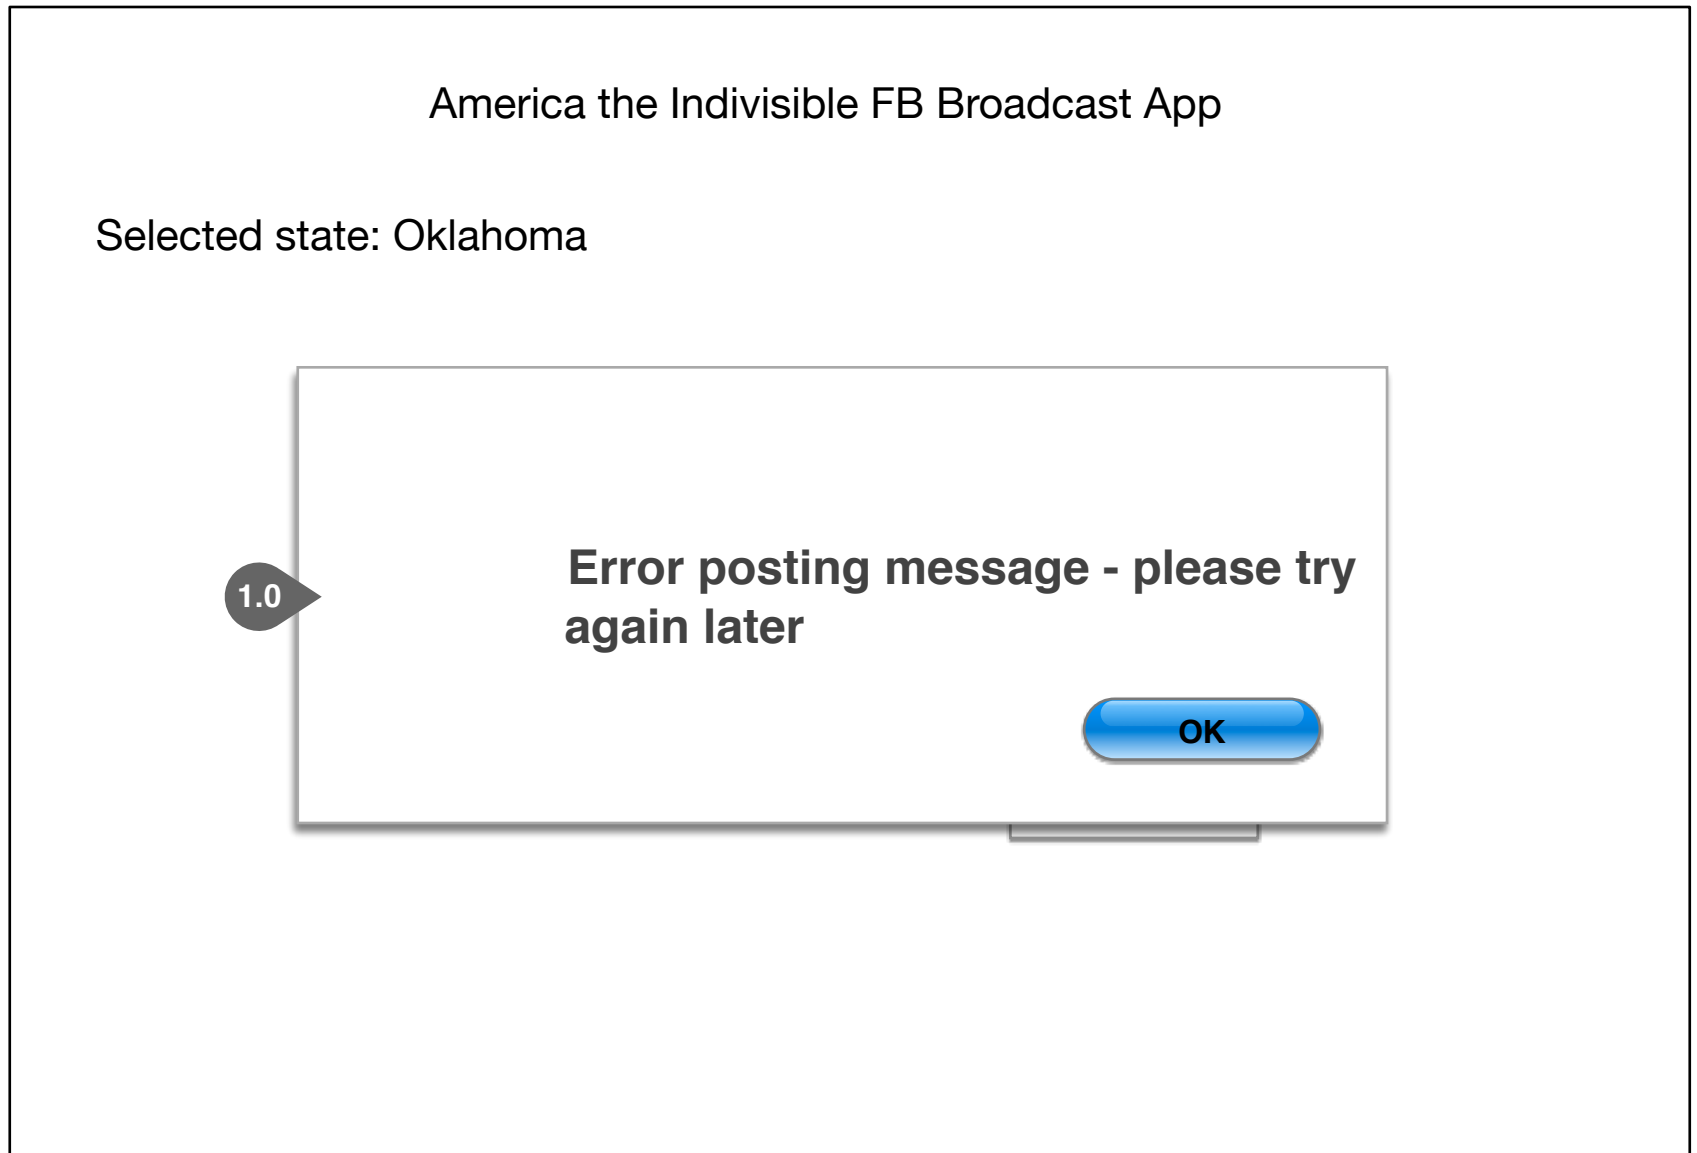 America the Indivisible FB Broadcast App
Selected state: Oklahoma
Error posting message - please try
1.0
again later
OK